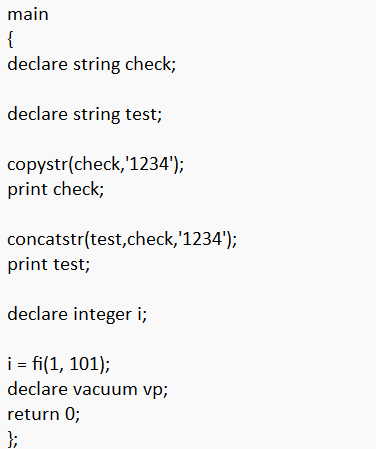 main
{
declare string check;
declare string test;
copystr(check,'1234');
print check;
concatstr(test,check,'1234');
print test;
declare integer i;
i = fi(1, 101);
declare vacuum vp;
return 0;
};